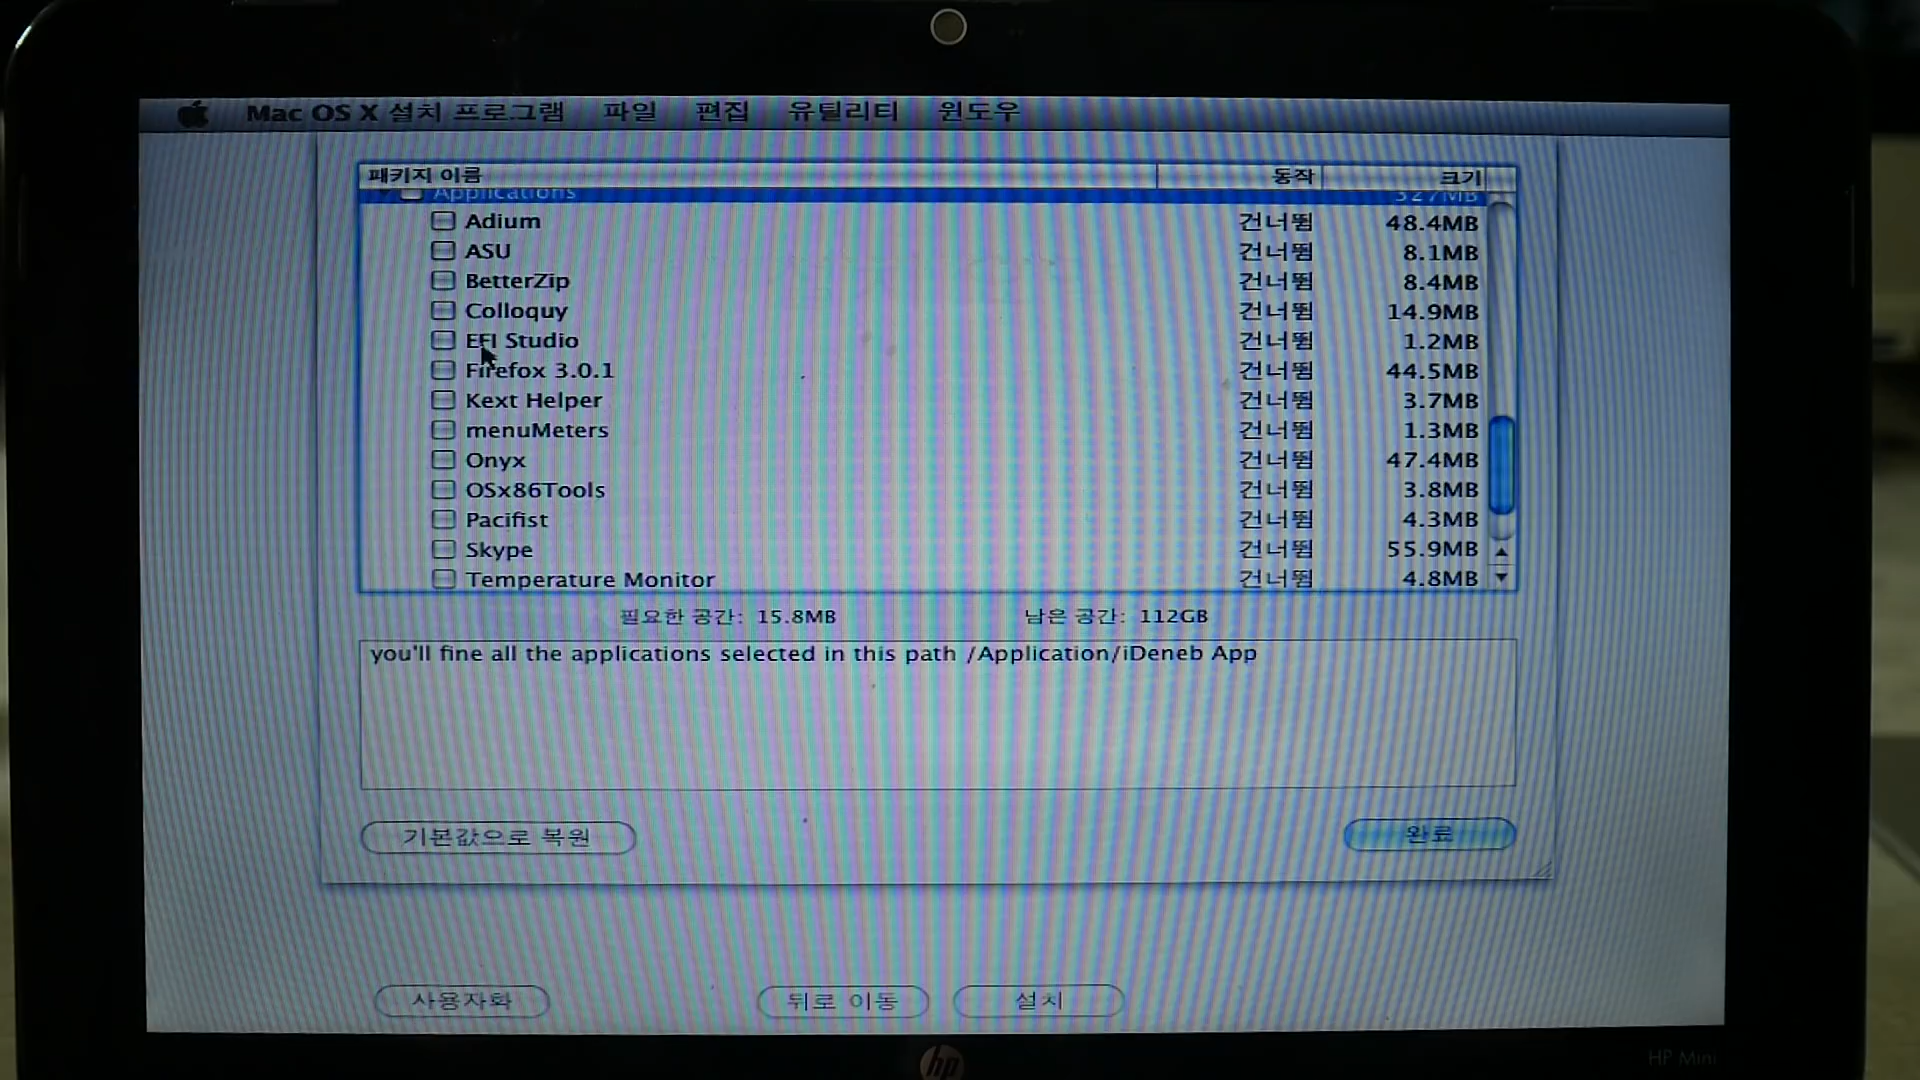 Mac OS X 설치 프로그램 파일 편집 유틸리티 윈도우
패키지 이름 동작 크기
Applications 327MB
Adium 건너뜀 48.4MB
ASU 건너뜀 8.1MB
BetterZip 건너뜀 8.4MB
Colloquy 건너뜀 14.9MB
EFI Studio 건너뜀 1.2MB
Firefox 3.0.1 건너뜀 44.5MB
Kext Helper 건너뜀 3.7MB
menuMeters 건너뜀 1.3MB
Onyx 건너뜀 47.4MB
OSx86Tools 건너뜀 3.8MB
Pacifist 건너뜀 4.3MB
Skype 건너뜀 55.9MB
Temperature Monitor 건너뜀 4.8MB
필요한 공간: 15.8MB 남은 공간: 112GB
you'll fine all the applications selected in this path /Application/iDeneb App
기본값으로 복원 완료
사용자화 뒤로 이동 설치
hp HP Mini